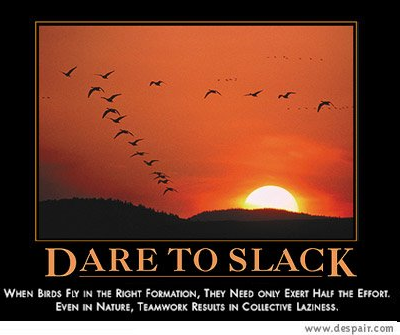 DARE TO SLACK
WHEN BIRDS FLY IN THE RIGHT FORMATION, THEY NEED ONLY EXERT HALF THE EFFORT.
EVEN IN NATURE, TEAMWORK RESULTS IN COLLECTIVE LAZINESS.
www.despair.com